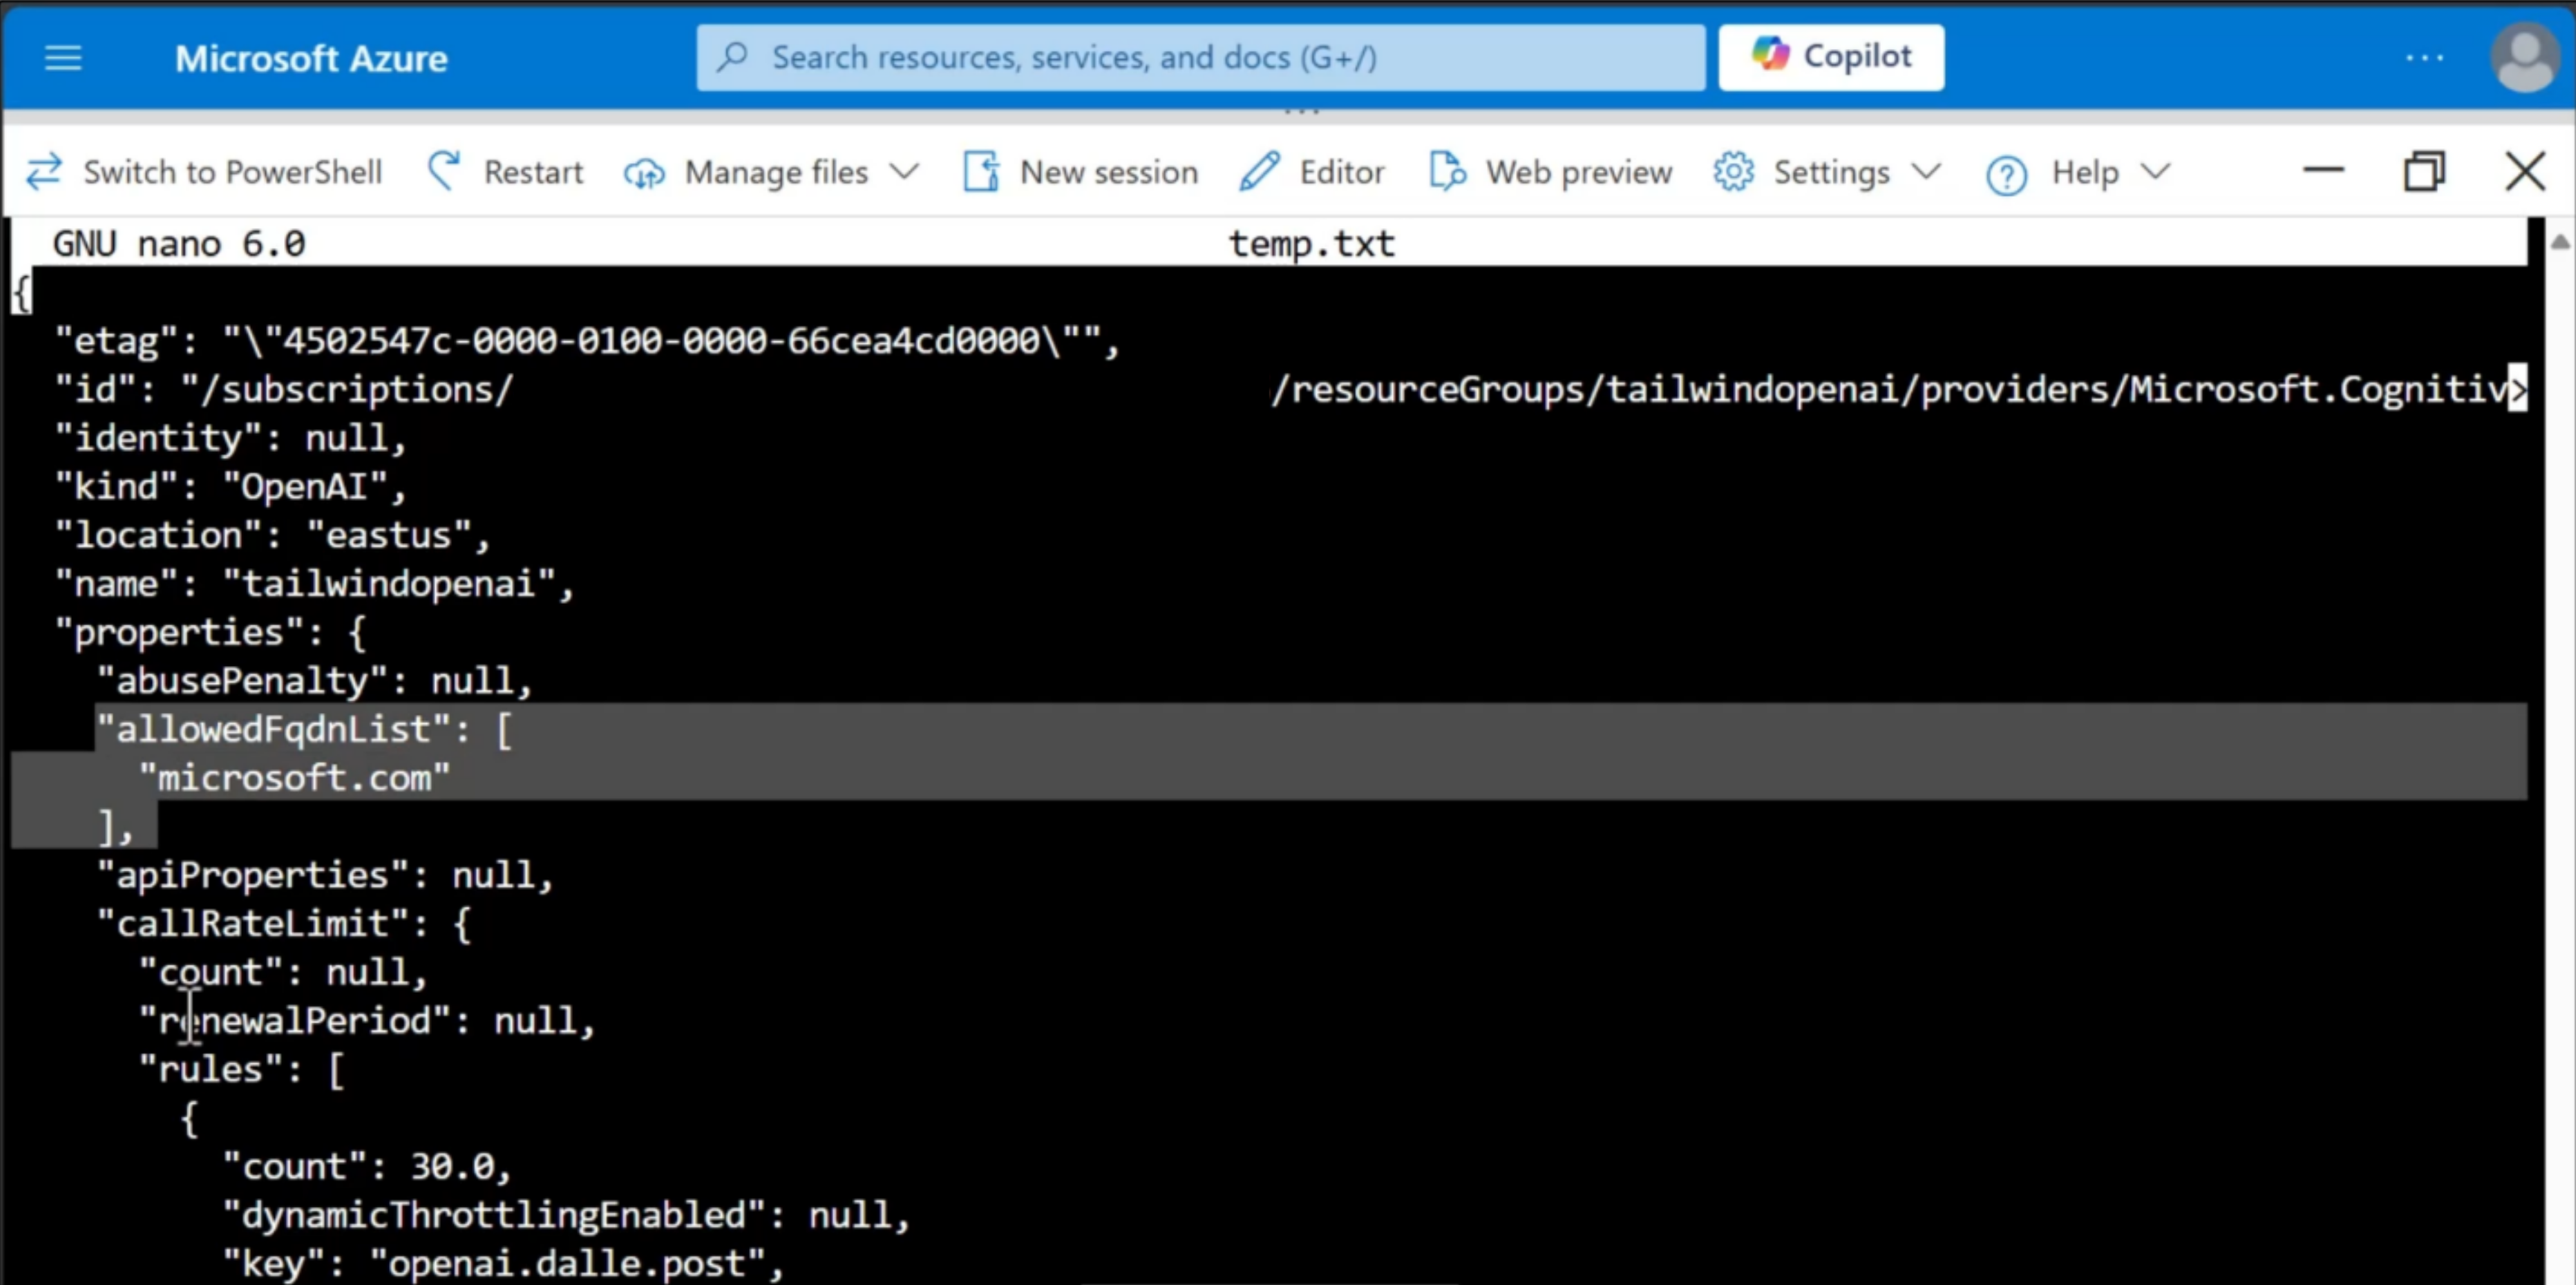 Microsoft Azure Search resources, services, and docs (G+/) Copilot ...
Switch to PowerShell Restart Manage files New session Editor Web preview Settings Help
GNU nano 6.0 temp.txt
{
"etag": "\"4502547c-0000-0100-0000-66cea4cd0000\"",
"id": "/subscriptions/ /resourceGroups/tailwindopenai/providers/Microsoft.Cognitiv>
"identity": null,
"kind": "OpenAI",
"location": "eastus",
"name": "tailwindopenai",
"properties": {
"abusePenalty": null,
"allowedFqdnList": [
"microsoft.com"
],
"apiProperties": null,
"callRateLimit": {
"count": null,
"renewalPeriod": null,
"rules": [
{
"count": 30.0,
"dynamicThrottlingEnabled": null,
"key": "openai.dalle.post",